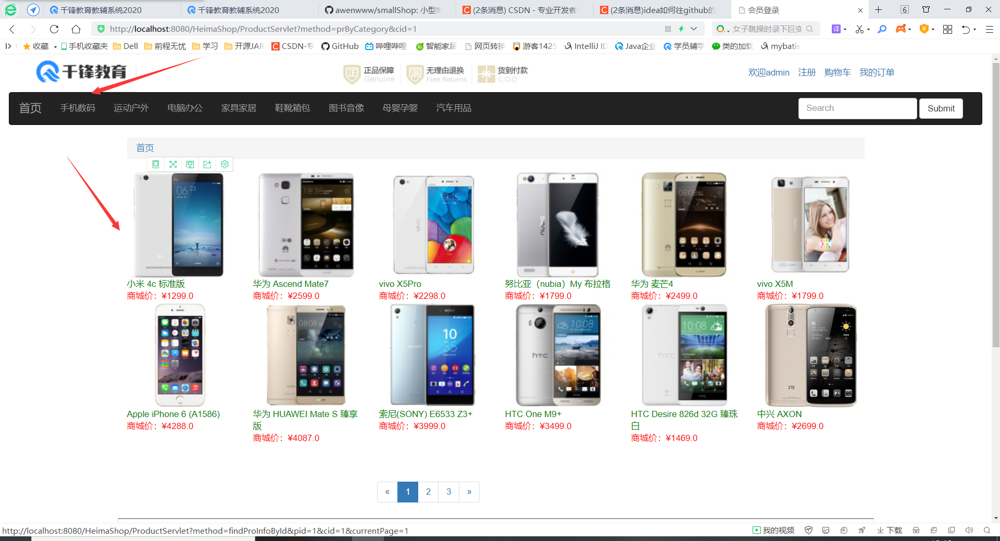 千锋教育教辅系统2020
千锋教育教辅系统2020
awenwww/smallShop: 小型商
(2条消息) CSDN - 专业开发者社
(2条消息)idea如何往github的
会员登录
6
http://localhost:8080/HeimaShop/ProductServlet?method=prByCategory&cid=1
女子跳操时录下巨变
译
收藏
手机收藏夹
Dell
前程无忧
学习
开源JAR
CSDN-专
GitHub
哔哩哔哩
智能家居
网页转换
游客1425
IntelliJ ID
Java企业
学员辅学
类的加载
mybatis
千锋教育
正品保障
Genuine
无理由退换
Free Returns
货到付款
C.O.D
欢迎admin
注册
购物车
我的订单
首页
手机数码
运动户外
电脑办公
家具家居
鞋靴箱包
图书音像
母婴孕婴
汽车用品
Search
Submit
首页
小米 4c 标准版
商城价：¥1299.0
华为 Ascend Mate7
商城价：¥2599.0
vivo X5Pro
商城价：¥2298.0
努比亚（nubia）My 布拉格
商城价：¥1799.0
华为 麦芒4
商城价：¥2499.0
vivo X5M
商城价：¥1799.0
Apple iPhone 6 (A1586)
商城价：¥4288.0
华为 HUAWEI Mate S 臻享
版
商城价：¥4087.0
索尼(SONY) E6533 Z3+
商城价：¥3999.0
HTC One M9+
商城价：¥3499.0
HTC Desire 826d 32G 臻珠
白
商城价：¥1469.0
中兴 AXON
商城价：¥2699.0
«
1
2
3
»
http://localhost:8080/HeimaShop/ProductServlet?method=findProInfoById&pid=1&cid=1&currentPage=1
我的视频
下载